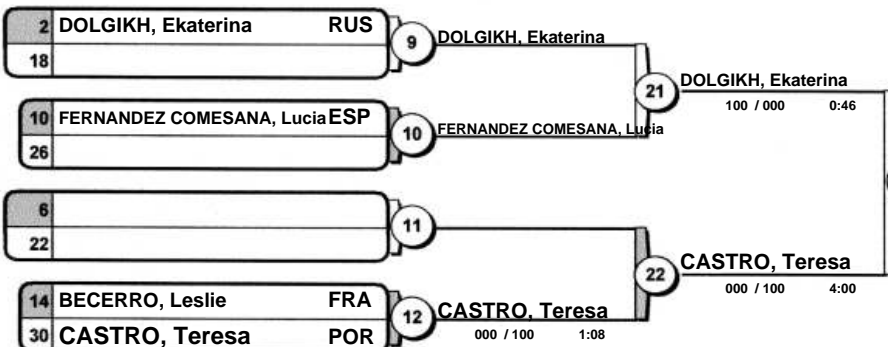 2 DOLGIKH, Ekaterina RUS
18
9 DOLGIKH, Ekaterina
10 FERNANDEZ COMESANA, Lucia ESP
26
10 FERNANDEZ COMESANA, Lucia
21 DOLGIKH, Ekaterina
100 / 000 0:46
6
22
11
14 BECERRO, Leslie FRA
30 CASTRO, Teresa POR
12 CASTRO, Teresa
000 / 100 1:08
22 CASTRO, Teresa
000 / 100 4:00